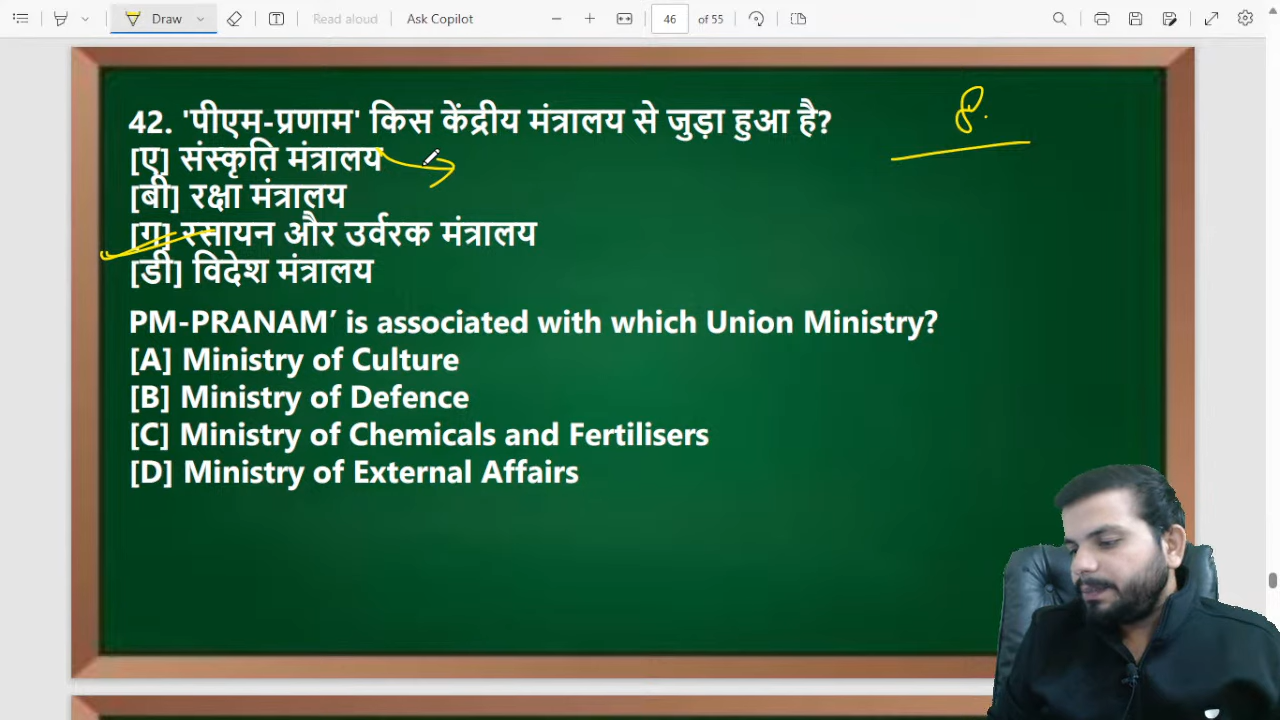 Draw
Read aloud
Ask Copilot
46 of 55
42. 'पीएम-प्रणाम' किस केंद्रीय मंत्रालय से जुड़ा हुआ है?
[ए] संस्कृति मंत्रालय
[बी] रक्षा मंत्रालय
[ग] रसायन और उर्वरक मंत्रालय
[डी] विदेश मंत्रालय
PM-PRANAM’ is associated with which Union Ministry?
[A] Ministry of Culture
[B] Ministry of Defence
[C] Ministry of Chemicals and Fertilisers
[D] Ministry of External Affairs